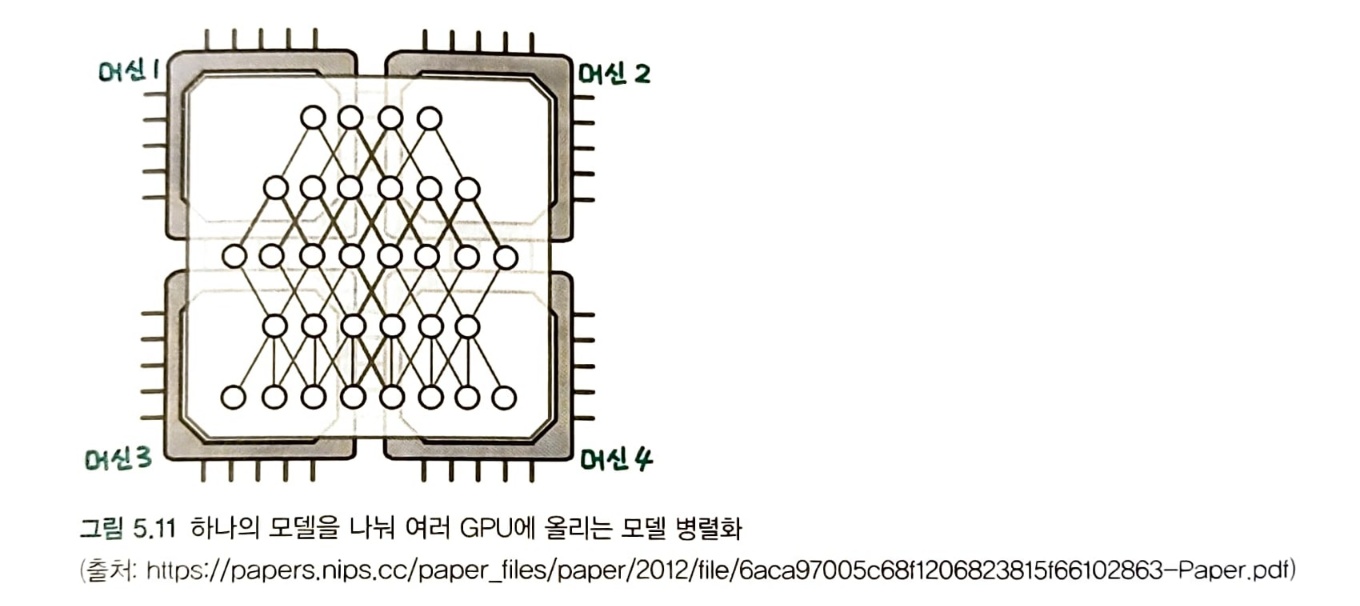 머신 1
머신 2
머신 3
머신 4
그림 5.11 하나의 모델을 나눠 여러 GPU에 올리는 모델 병렬화
(출처: https://papers.nips.cc/paper_files/paper/2012/file/6aca97005c68f1206823815f66102863-Paper.pdf)